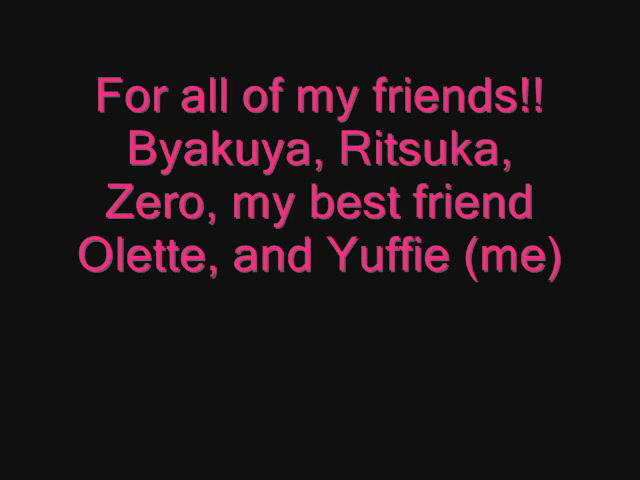 For all of my friends!!
Byakuya, Ritsuka,
Zero, my best friend
Olette, and Yuffie (me)